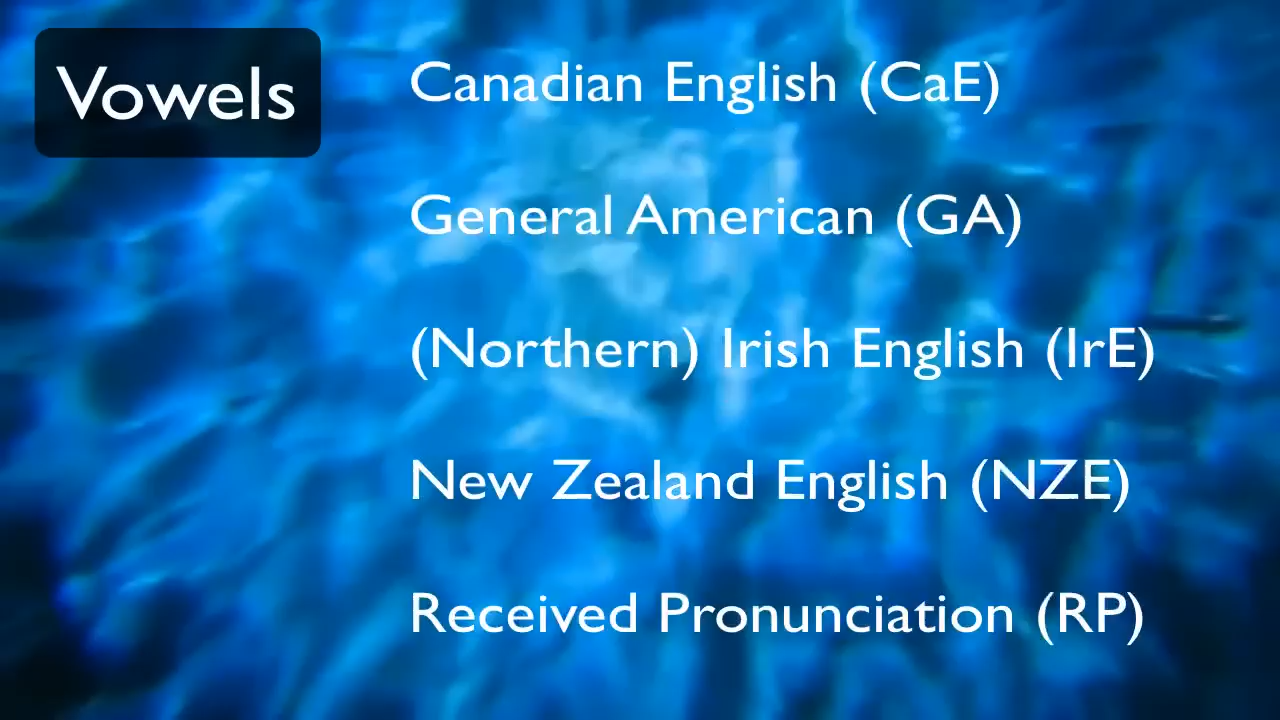 Vowels
Canadian English (CaE)
General American (GA)
(Northern) Irish English (IrE)
New Zealand English (NZE)
Received Pronunciation (RP)